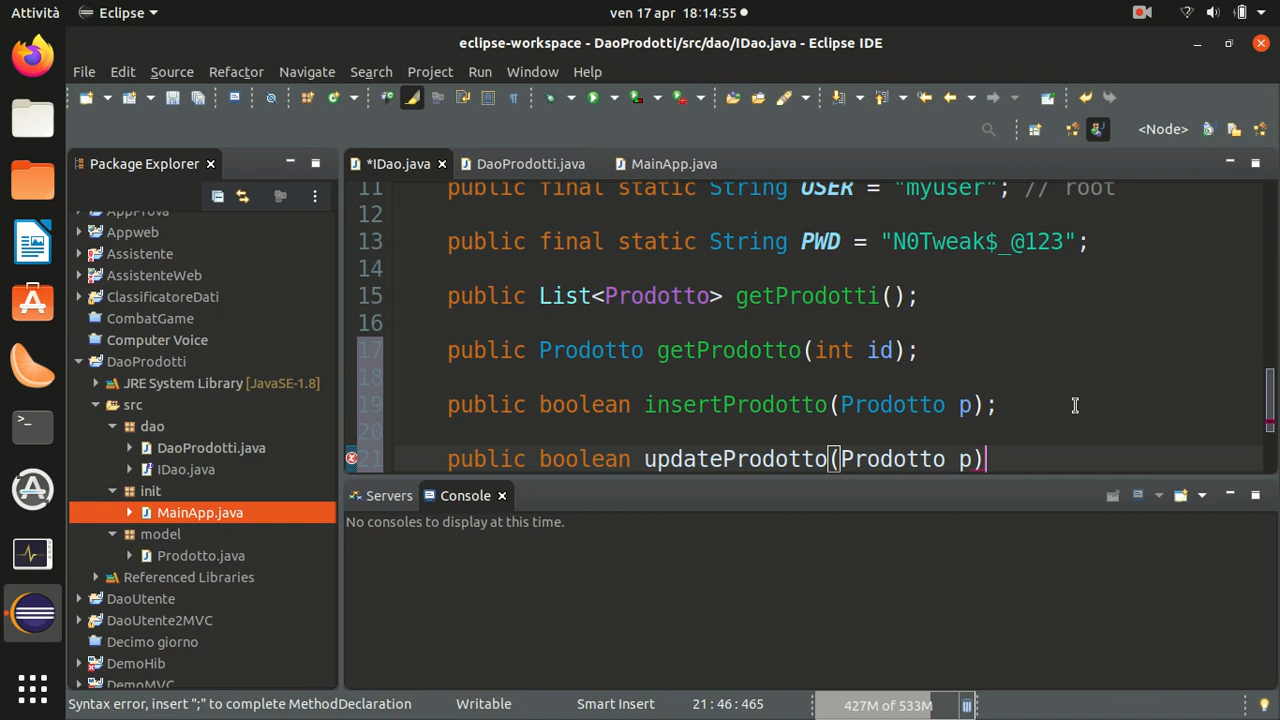 Attività Eclipse ven 17 apr 18:14:55
eclipse-workspace - DaoProdotti/src/dao/IDao.java - Eclipse IDE
File Edit Source Refactor Navigate Search Project Run Window Help
<Node>
Package Explorer
AppProva
Appweb
Assistente
AssistenteWeb
ClassificatoreDati
CombatGame
Computer Voice
DaoProdotti
JRE System Library [JavaSE-1.8]
src
dao
DaoProdotti.java
IDao.java
init
MainApp.java
model
Prodotto.java
Referenced Libraries
DaoUtente
DaoUtente2MVC
Decimo giorno
DemoHib
DemoMVC
*IDao.java DaoProdotti.java MainApp.java
11 public final static String USER = "myuser"; // root
12
13 public final static String PWD = "N0Tweak$_@123";
14
15 public List<Prodotto> getProdotti();
16
17 public Prodotto getProdotto(int id);
18
19 public boolean insertProdotto(Prodotto p);
20
21 public boolean updateProdotto(Prodotto p)
Servers Console
No consoles to display at this time.
Syntax error, insert ";" to complete MethodDeclaration Writable Smart Insert 21 : 46 : 465 427M of 533M